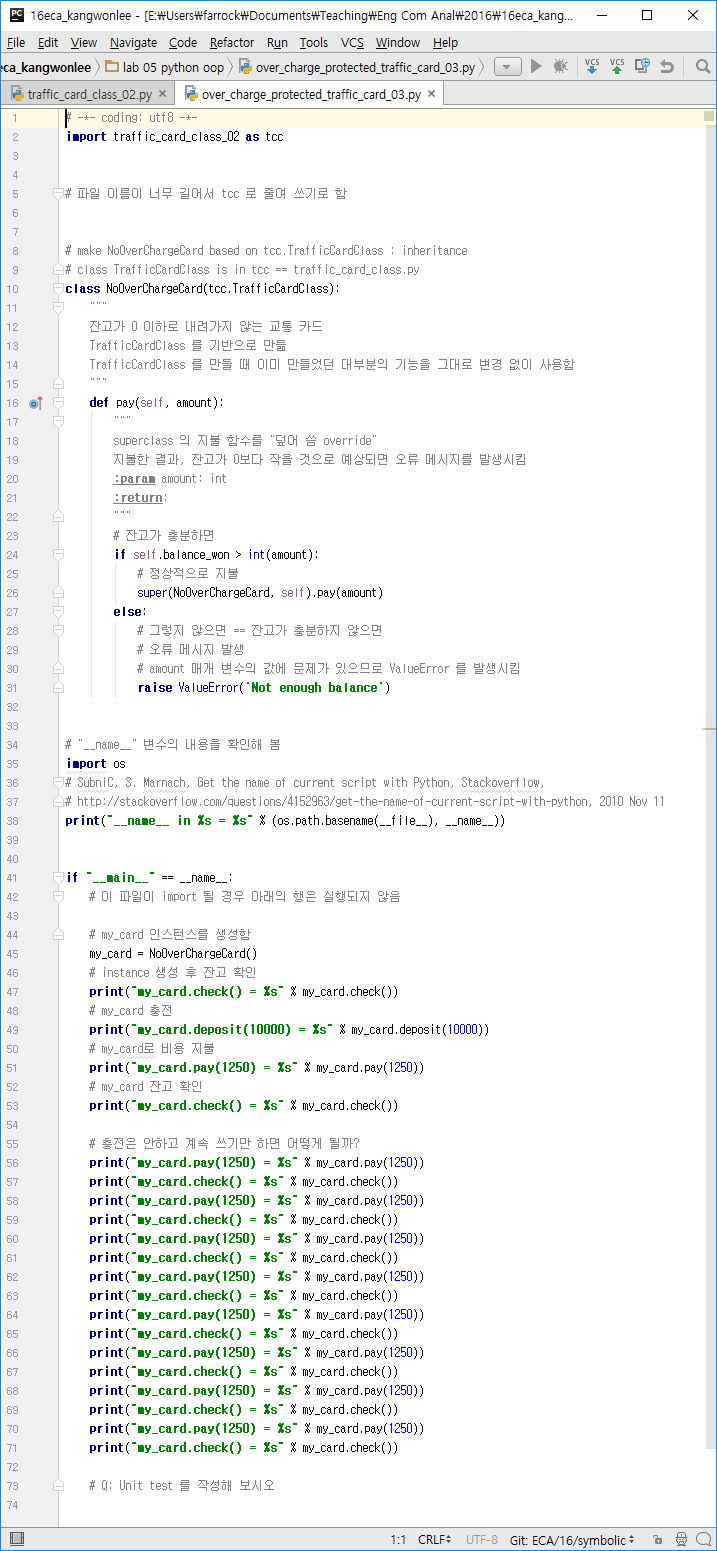 16eca_kangwonlee - [E:₩Users₩farrock₩Documents₩Teaching₩Eng Com Anal₩2016₩16eca_kang...
File Edit View Navigate Code Refactor Run Tools VCS Window Help
eca_kangwonlee lab 05 python oop over_charge_protected_traffic_card_03.py VCS VCS
traffic_card_class_02.py × over_charge_protected_traffic_card_03.py ×
1 # -*- coding: utf8 -*-
2 import traffic_card_class_02 as tcc
3
4
5 # 파일 이름이 너무 길어서 tcc 로 줄여 쓰기로 함
6
7
8 # make NoOverChargeCard based on tcc.TrafficCardClass : inheritance
9 # class TrafficCardClass is in tcc == traffic_card_class.py
10 class NoOverChargeCard(tcc.TrafficCardClass):
11 """
12 잔고가 0 이하로 내려가지 않는 교통 카드
13 TrafficCardClass 를 기반으로 만듦
14 TrafficCardClass 를 만들 때 이미 만들었던 대부분의 기능을 그대로 변경 없이 사용함
15 """
16 def pay(self, amount):
17 """
18 superclass 의 지불 함수를 "덮어 씀 override"
19 지불한 결과, 잔고가 0보다 작을 것으로 예상되면 오류 메시지를 발생시킴
20 :param amount: int
21 :return:
22 """
23 # 잔고가 충분하면
24 if self.balance_won > int(amount):
25 # 정상적으로 지불
26 super(NoOverChargeCard, self).pay(amount)
27 else:
28 # 그렇지 않으면 == 잔고가 충분하지 않으면
29 # 오류 메시지 발생
30 # amount 매개 변수의 값에 문제가 있으므로 ValueError 를 발생시킴
31 raise ValueError('Not enough balance')
32
33
34 # "__name__" 변수의 내용을 확인해 봄
35 import os
36 # SubniC, S. Marnach, Get the name of current script with Python, Stackoverflow,
37 # http://stackoverflow.com/questions/4152963/get-the-name-of-current-script-with-python, 2010 Nov 11
38 print("__name__ in %s = %s" % (os.path.basename(__file__), __name__))
39
40
41 if "__main__" == __name__:
42 # 이 파일이 import 될 경우 아래의 행은 실행되지 않음
43
44 # my_card 인스턴스를 생성함
45 my_card = NoOverChargeCard()
46 # instance 생성 후 잔고 확인
47 print("my_card.check() = %s" % my_card.check())
48 # my_card 충전
49 print("my_card.deposit(10000) = %s" % my_card.deposit(10000))
50 # my_card로 비용 지불
51 print("my_card.pay(1250) = %s" % my_card.pay(1250))
52 # my_card 잔고 확인
53 print("my_card.check() = %s" % my_card.check())
54
55 # 충전은 안하고 계속 쓰기만 하면 어떻게 될까?
56 print("my_card.pay(1250) = %s" % my_card.pay(1250))
57 print("my_card.check() = %s" % my_card.check())
58 print("my_card.pay(1250) = %s" % my_card.pay(1250))
59 print("my_card.check() = %s" % my_card.check())
60 print("my_card.pay(1250) = %s" % my_card.pay(1250))
61 print("my_card.check() = %s" % my_card.check())
62 print("my_card.pay(1250) = %s" % my_card.pay(1250))
63 print("my_card.check() = %s" % my_card.check())
64 print("my_card.pay(1250) = %s" % my_card.pay(1250))
65 print("my_card.check() = %s" % my_card.check())
66 print("my_card.pay(1250) = %s" % my_card.pay(1250))
67 print("my_card.check() = %s" % my_card.check())
68 print("my_card.pay(1250) = %s" % my_card.pay(1250))
69 print("my_card.check() = %s" % my_card.check())
70 print("my_card.pay(1250) = %s" % my_card.pay(1250))
71 print("my_card.check() = %s" % my_card.check())
72
73 # Q: Unit test 를 작성해 보시오
74
1:1 CRLF UTF-8 Git: ECA/16/symbolic